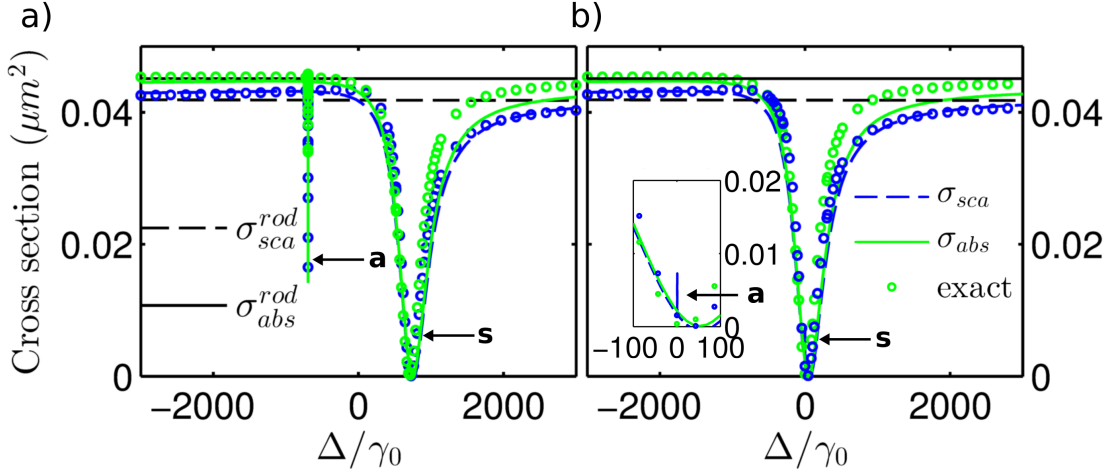 a)
b)
Cross section (μm²)
0.04
0.02
0
−2000
0
2000
Δ/γ₀
σ_sca^rod
σ_abs^rod
a
s
−2000
0
2000
Δ/γ₀
0.04
0.02
0
0.02
0.01
0
−100
0
100
a
s
σ_sca
σ_abs
exact